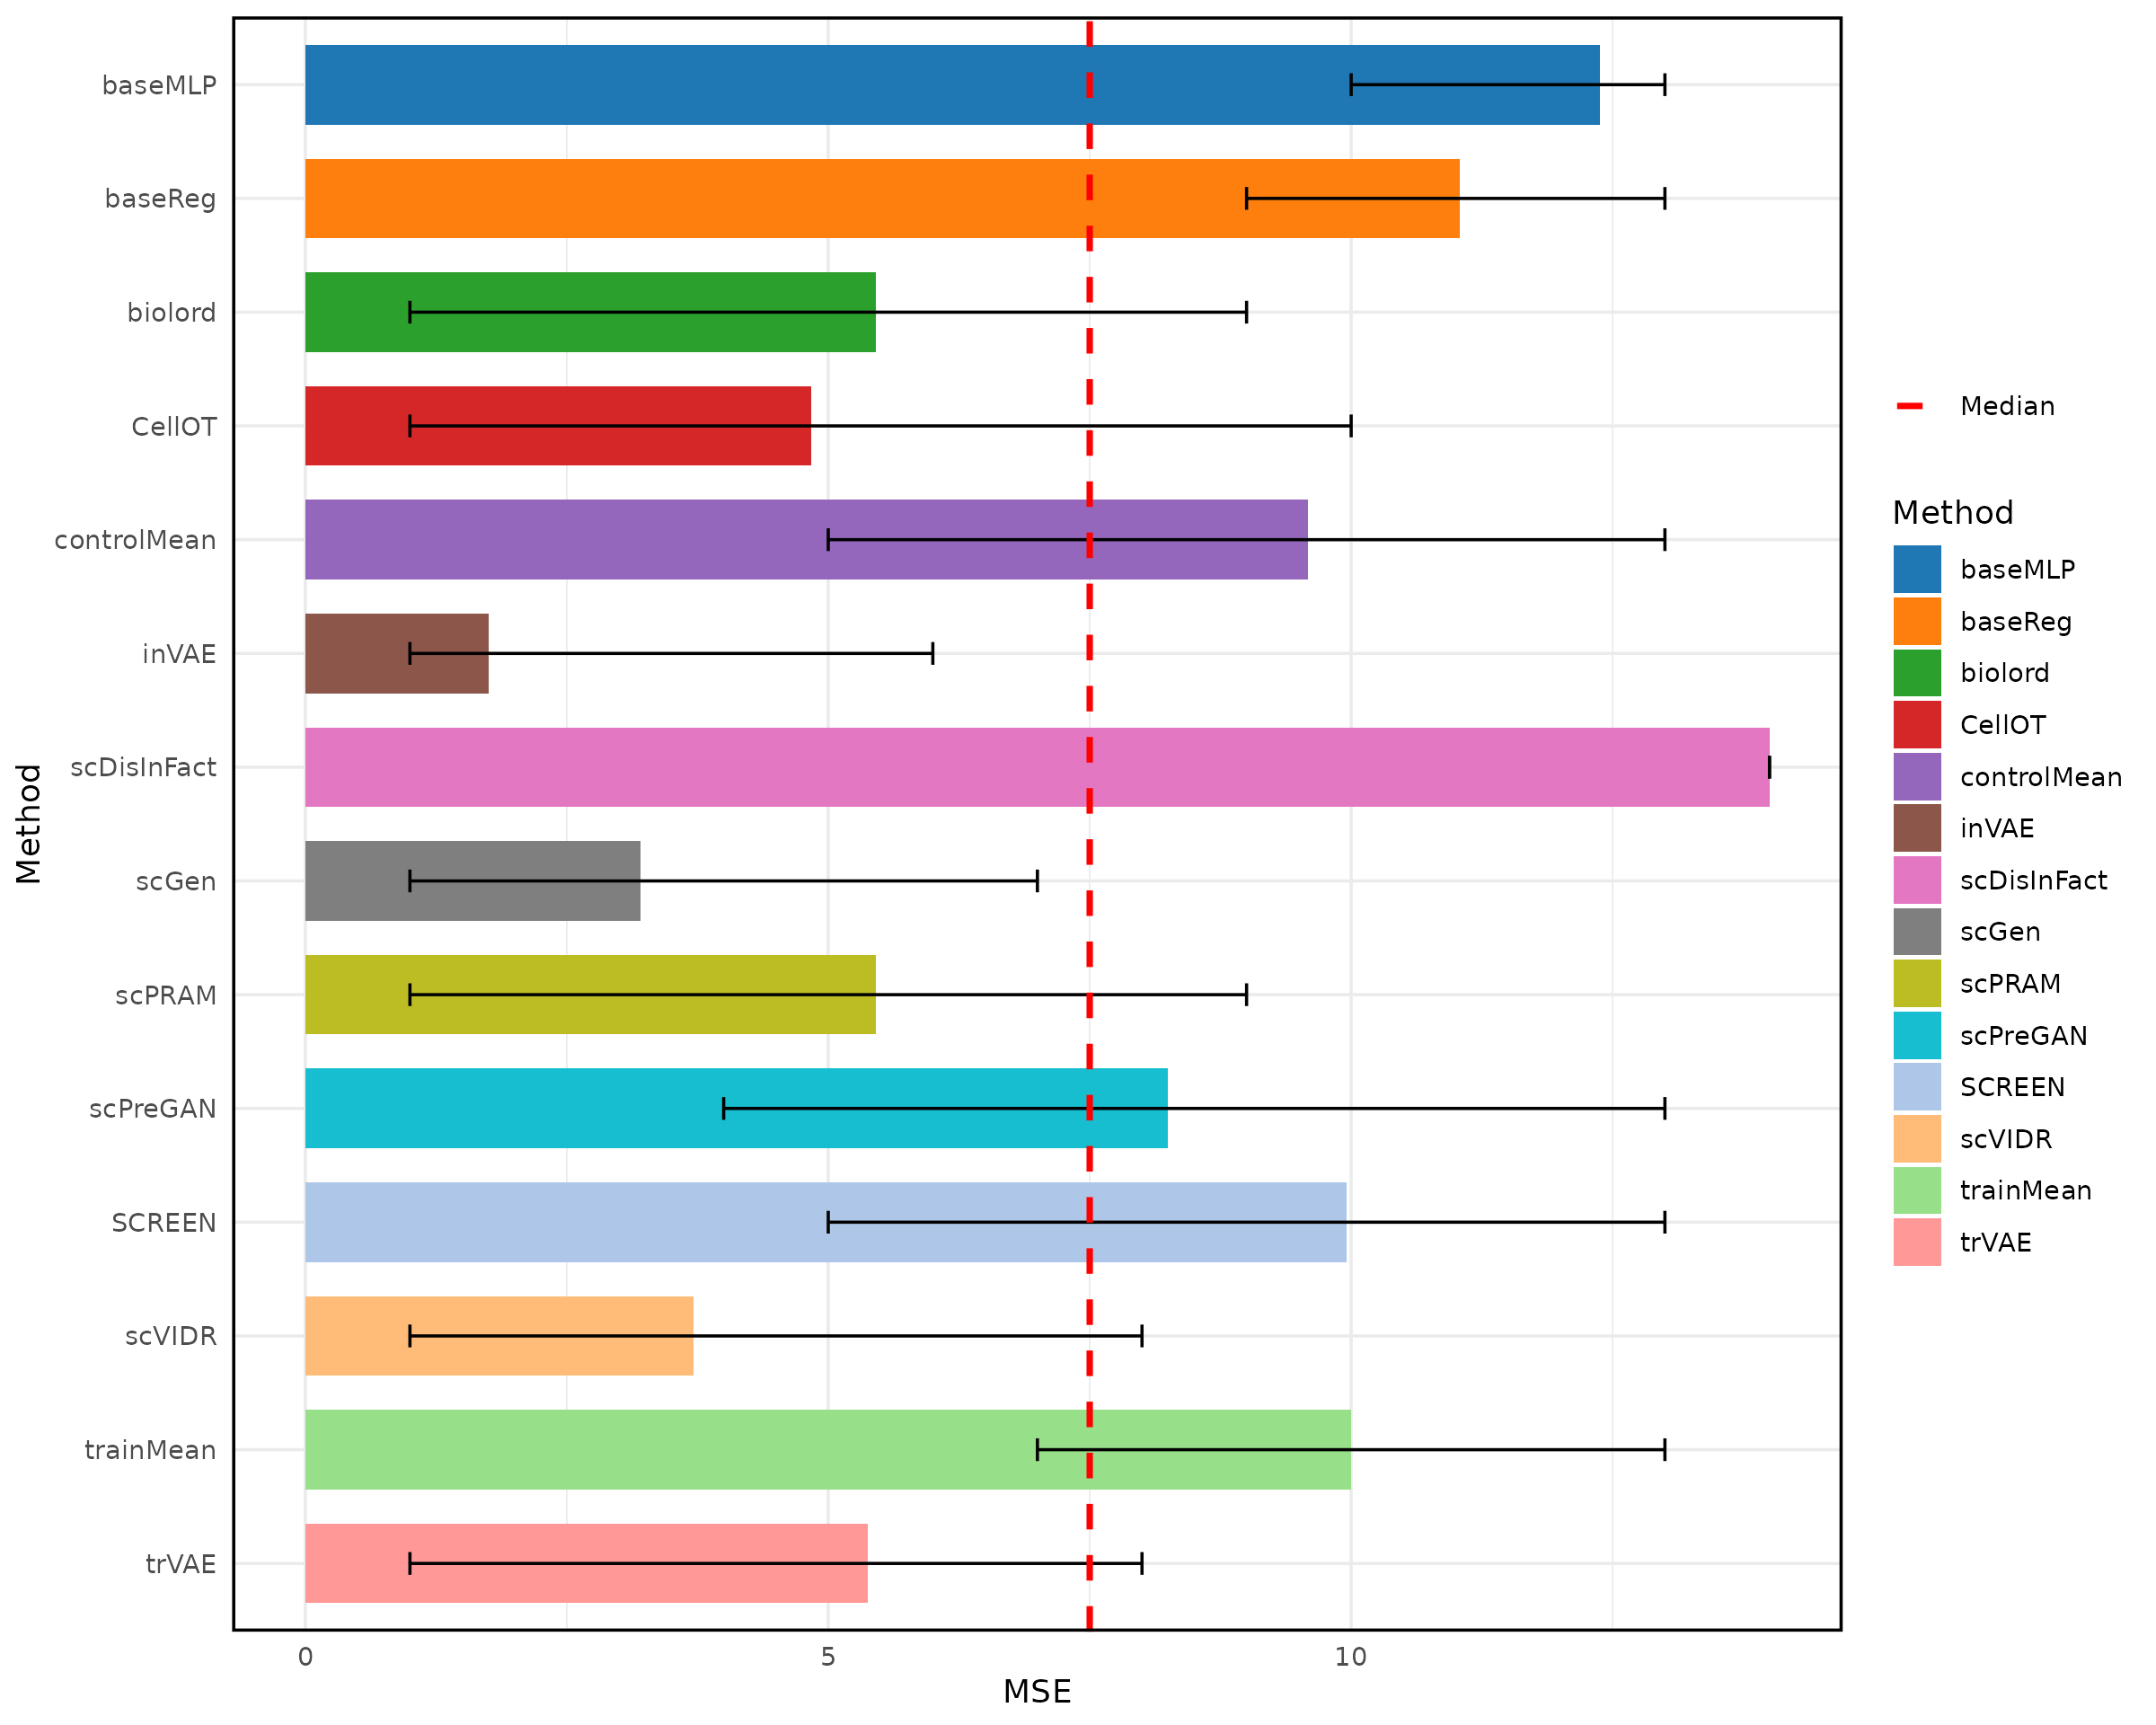 baseMLP
baseReg
biolord
CellOT
controlMean
inVAE
scDisInFact
scGen
scPRAM
scPreGAN
SCREEN
scVIDR
trainMean
trVAE
Method
0 5 10
MSE
Median
Method
baseMLP
baseReg
biolord
CellOT
controlMean
inVAE
scDisInFact
scGen
scPRAM
scPreGAN
SCREEN
scVIDR
trainMean
trVAE